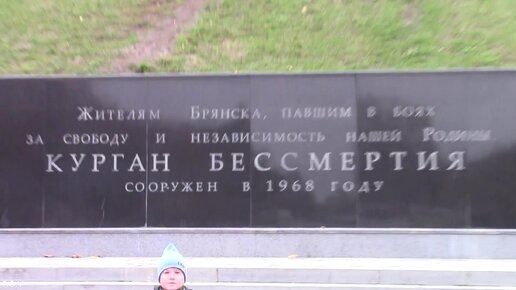 Жителям Брянска, павшим в боях
за свободу и независимость нашей Родины
КУРГАН БЕССМЕРТИЯ
сооружен в 1968 году